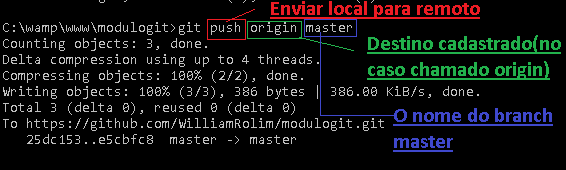 Enviar local para remoto
C:\wamp\www\modulogit>git push origin master
Counting objects: 3, done.
Destino cadastrado(no
Delta compression using up to 4 threads.
caso chamado origin)
Compressing objects: 100% (2/2), done.
Writing objects: 100% (3/3), 386 bytes | 386.00 KiB/s, done.
Total 3 (delta 0), reused 0 (delta 0)
O nome do branch
To https://github.com/WilliamRolim/modulogit.git
master
25dc153..e5cbfc8 master -> master